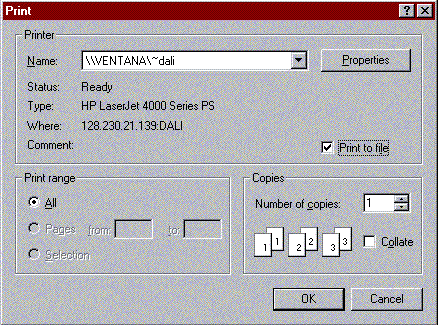 Print
Printer
Name: \\WENTANA\~dali Properties
Status: Ready
Type: HP LaserJet 4000 Series PS
Where: 128.230.21.139:DALI
Comment: Print to file
Print range
All
Pages from: to:
Selection
Copies
Number of copies: 1
1 1 2 2 3 3 Collate
OK Cancel